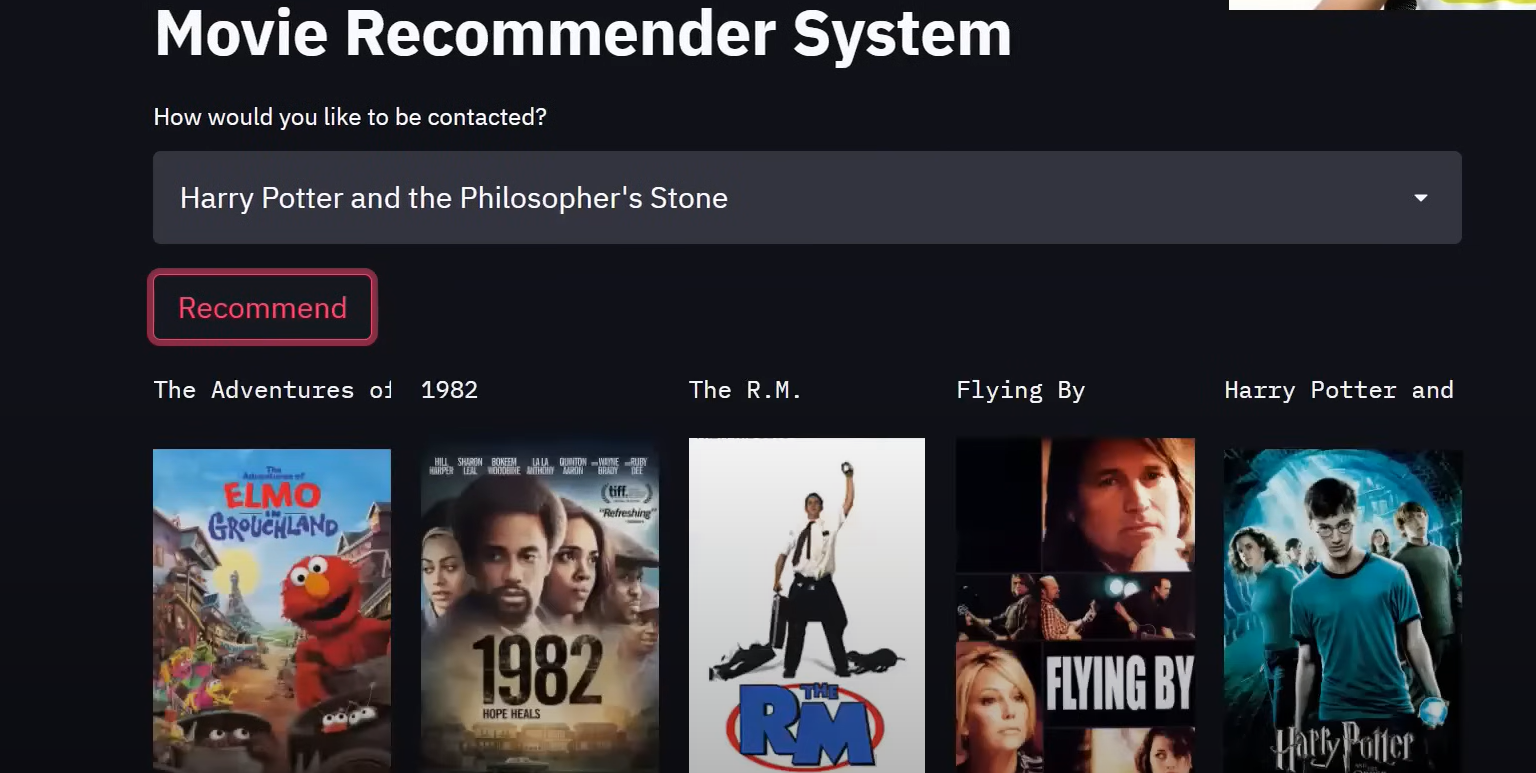 Movie Recommender System
How would you like to be contacted?
Harry Potter and the Philosopher's Stone
Recommend
The Adventures of
1982
The R.M.
Flying By
Harry Potter and
The
Adventures of
ELMO
IN
GROUCHLAND
HILL HARPER SHARON LEAL BOKEEM WOODBINE LA LA ANTHONY QUINTON AARON AND WAYNE BRADY AND RUBY DEE
tiff.
"Refreshing"
1982
HOPE HEALS
THE
RM
FLYING BY
Harry Potter